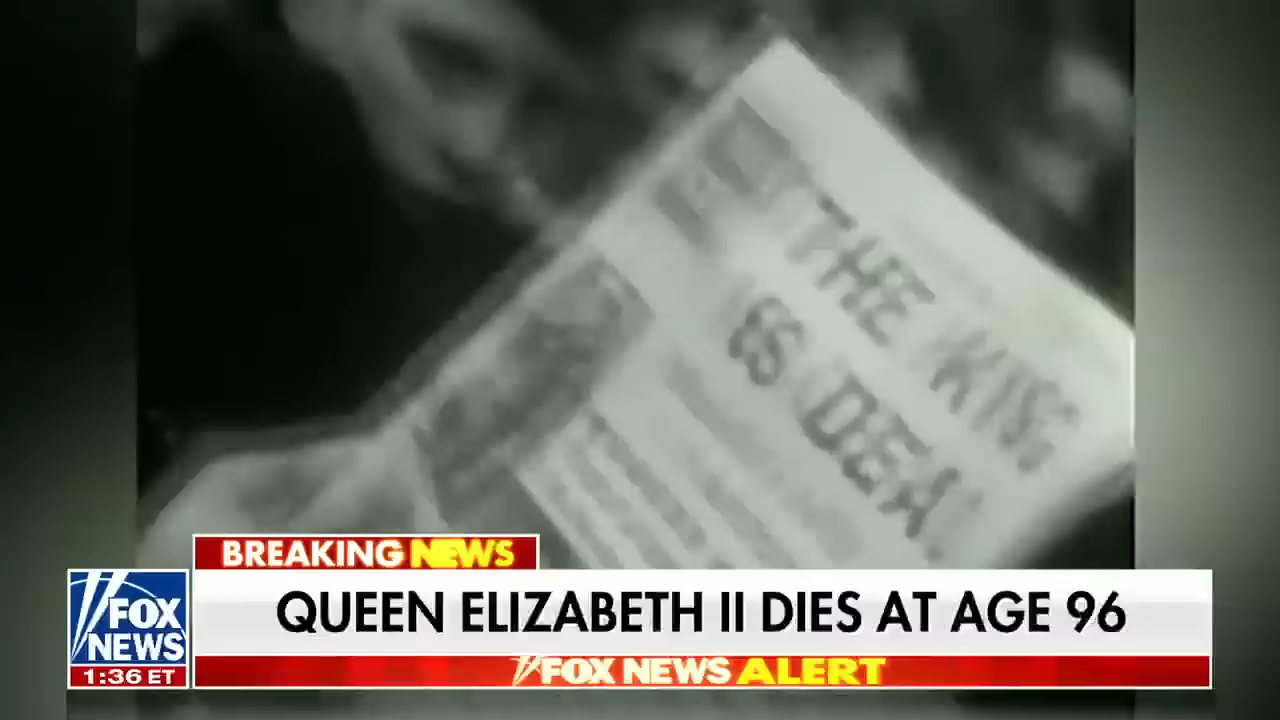 THE KING
IS DEAD
BREAKING NEWS
FOX
NEWS
1:36 ET
QUEEN ELIZABETH II DIES AT AGE 96
FOX NEWS ALERT